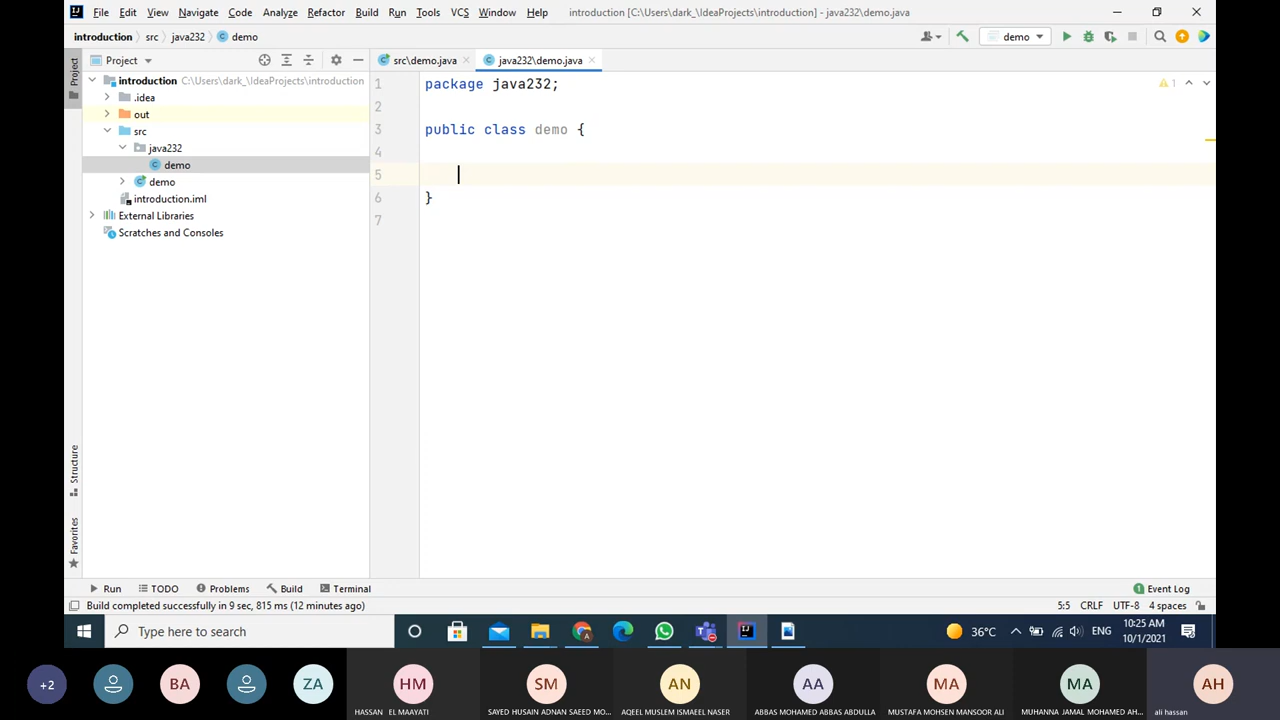 File Edit View Navigate Code Analyze Refactor Build Run Tools VCS Window Help introduction [C:\Users\dark_\IdeaProjects\introduction] - java232\demo.java
introduction src java232 demo
demo
Project
src\demo.java
java232\demo.java
Project
introduction C:\Users\dark_\IdeaProjects\introduction
.idea
out
src
java232
demo
demo
introduction.iml
External Libraries
Scratches and Consoles
1 package java232;
2
3 public class demo {
4
5
6 }
7
1
Structure
Favorites
Run TODO Problems Build Terminal
1 Event Log
Build completed successfully in 9 sec, 815 ms (12 minutes ago)
5:5 CRLF UTF-8 4 spaces
Type here to search
36°C
ENG
10:25 AM
10/1/2021
+2 BA ZA HM SM AN AA MA MA AH
HASSAN EL MAAYATI
SAYED HUSAIN ADNAN SAEED MO...
AQEEL MUSLEM ISMAEEL NASER
ABBAS MOHAMED ABBAS ABDULLA
MUSTAFA MOHSEN MANSOOR ALI
MUHANNA JAMAL MOHAMED AH...
ali hassan